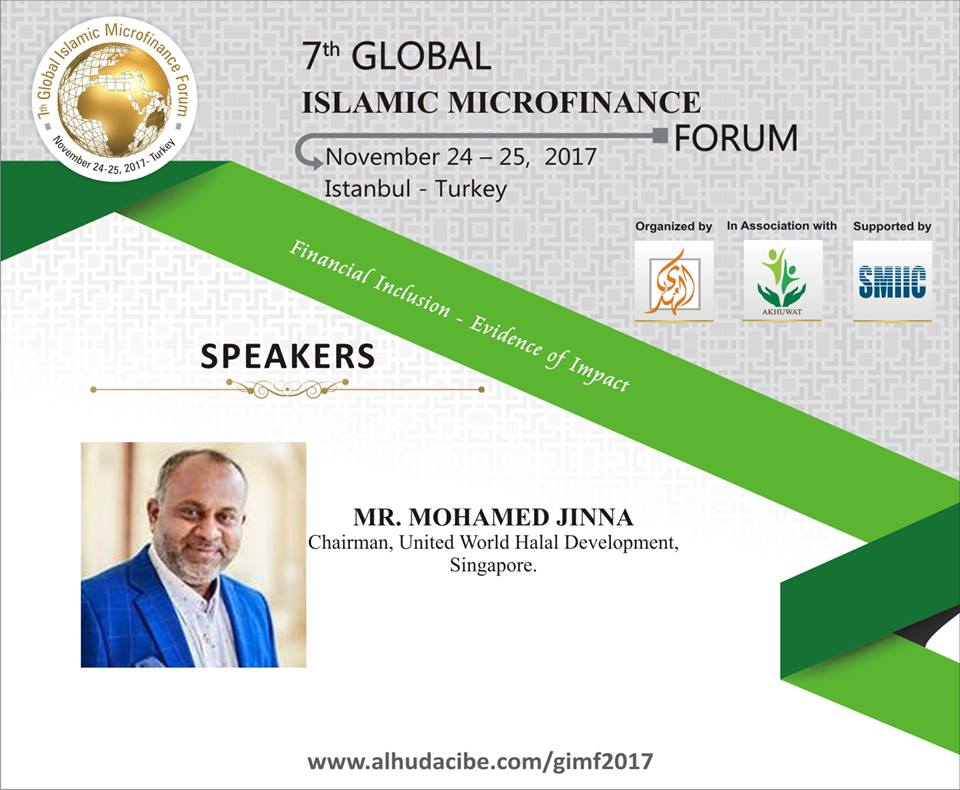 7th Global Islamic Microfinance Forum
November 24-25, 2017 - Turkey
7th GLOBAL
ISLAMIC MICROFINANCE
FORUM
November 24 – 25, 2017
Istanbul - Turkey
Organized by
In Association with
Supported by
الهدى
AKHUWAT
SMIIC
Financial Inclusion - Evidence of Impact
SPEAKERS
MR. MOHAMED JINNA
Chairman, United World Halal Development,
Singapore.
www.alhudacibe.com/gimf2017